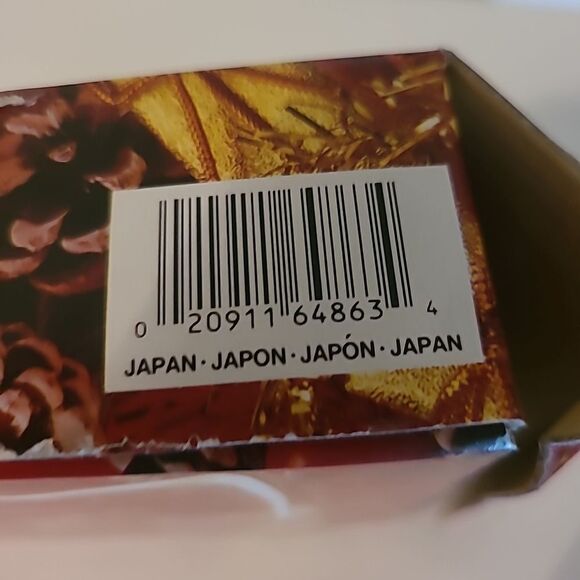 0 20911 64863 4
JAPAN · JAPON · JAPÓN · JAPAN